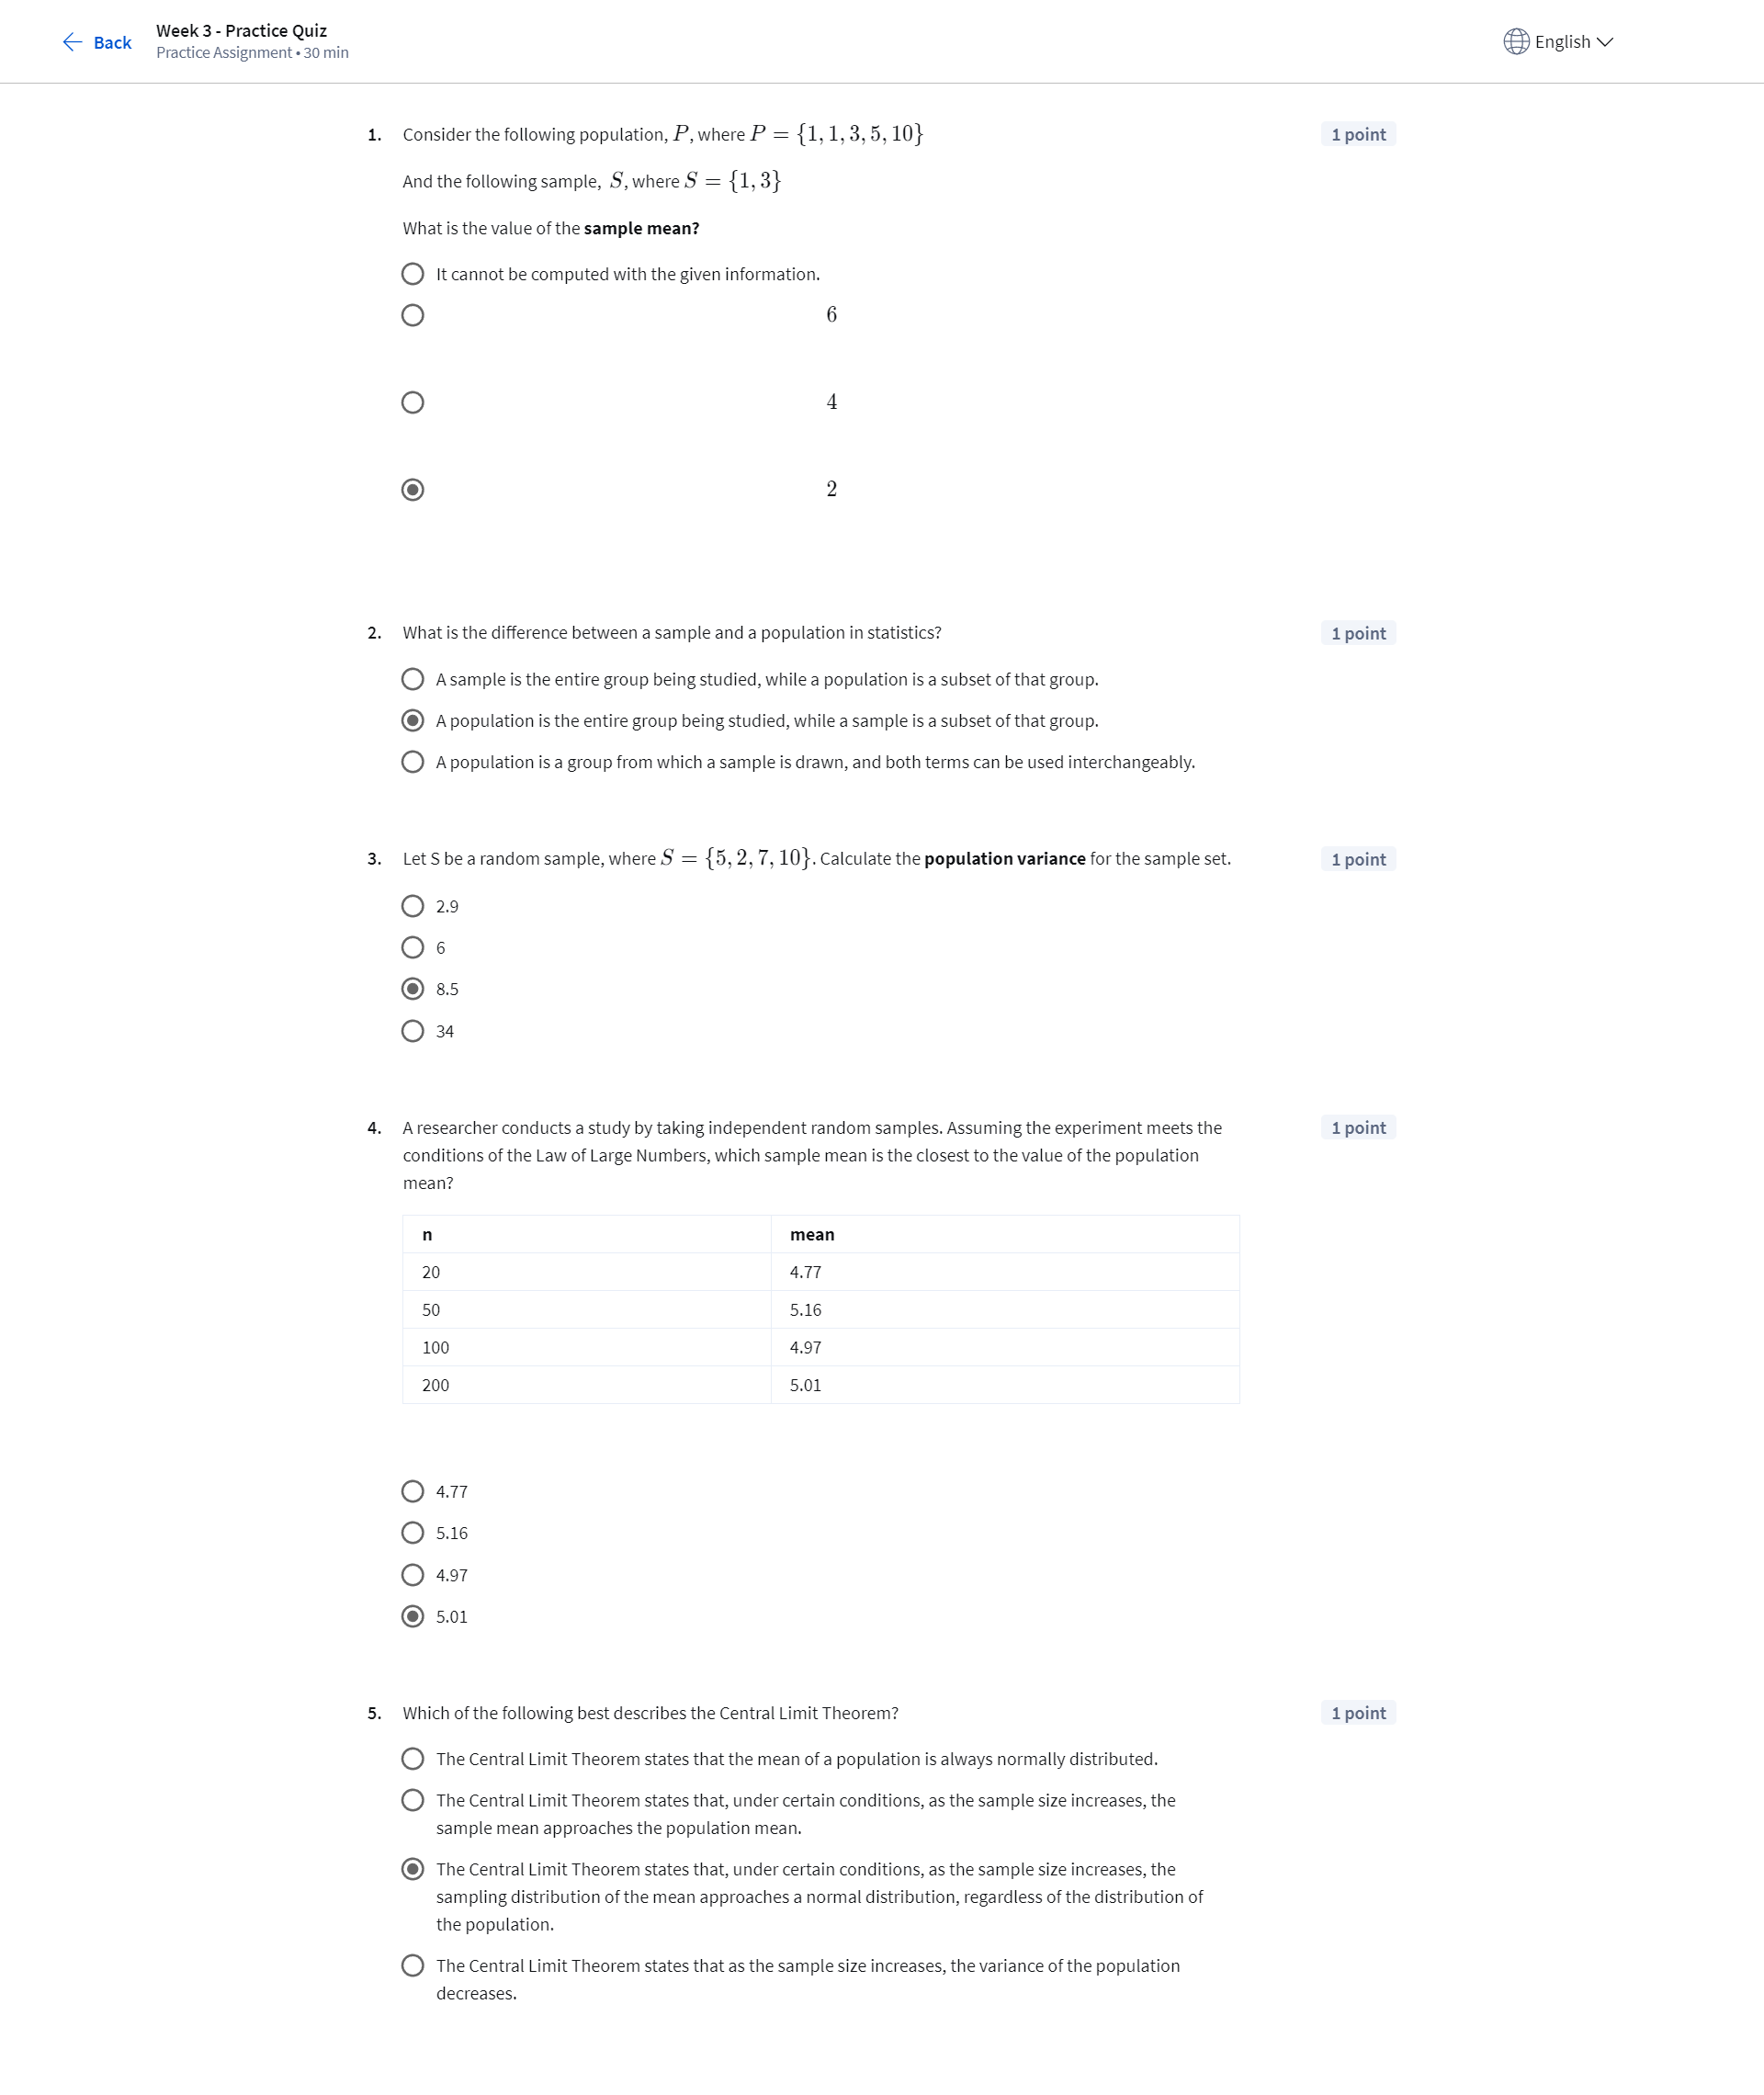 Back
Week 3 - Practice Quiz
Practice Assignment • 30 min
English
1. Consider the following population, P, where P = {1, 1, 3, 5, 10}
1 point
And the following sample, S, where S = {1, 3}
What is the value of the sample mean?
It cannot be computed with the given information.
6
4
2
2. What is the difference between a sample and a population in statistics?
1 point
A sample is the entire group being studied, while a population is a subset of that group.
A population is the entire group being studied, while a sample is a subset of that group.
A population is a group from which a sample is drawn, and both terms can be used interchangeably.
3. Let S be a random sample, where S = {5, 2, 7, 10}. Calculate the population variance for the sample set.
1 point
2.9
6
8.5
34
4. A researcher conducts a study by taking independent random samples. Assuming the experiment meets the
1 point
conditions of the Law of Large Numbers, which sample mean is the closest to the value of the population
mean?
n mean
20 4.77
50 5.16
100 4.97
200 5.01
4.77
5.16
4.97
5.01
5. Which of the following best describes the Central Limit Theorem?
1 point
The Central Limit Theorem states that the mean of a population is always normally distributed.
The Central Limit Theorem states that, under certain conditions, as the sample size increases, the
sample mean approaches the population mean.
The Central Limit Theorem states that, under certain conditions, as the sample size increases, the
sampling distribution of the mean approaches a normal distribution, regardless of the distribution of
the population.
The Central Limit Theorem states that as the sample size increases, the variance of the population
decreases.